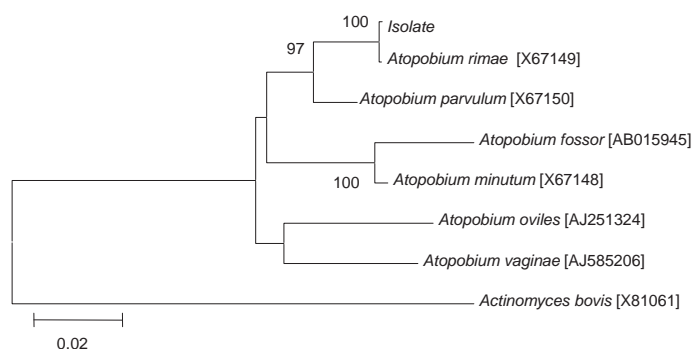 100
Isolate
97
Atopobium rimae [X67149]
Atopobium parvulum [X67150]
Atopobium fossor [AB015945]
100
Atopobium minutum [X67148]
Atopobium oviles [AJ251324]
Atopobium vaginae [AJ585206]
Actinomyces bovis [X81061]
0.02